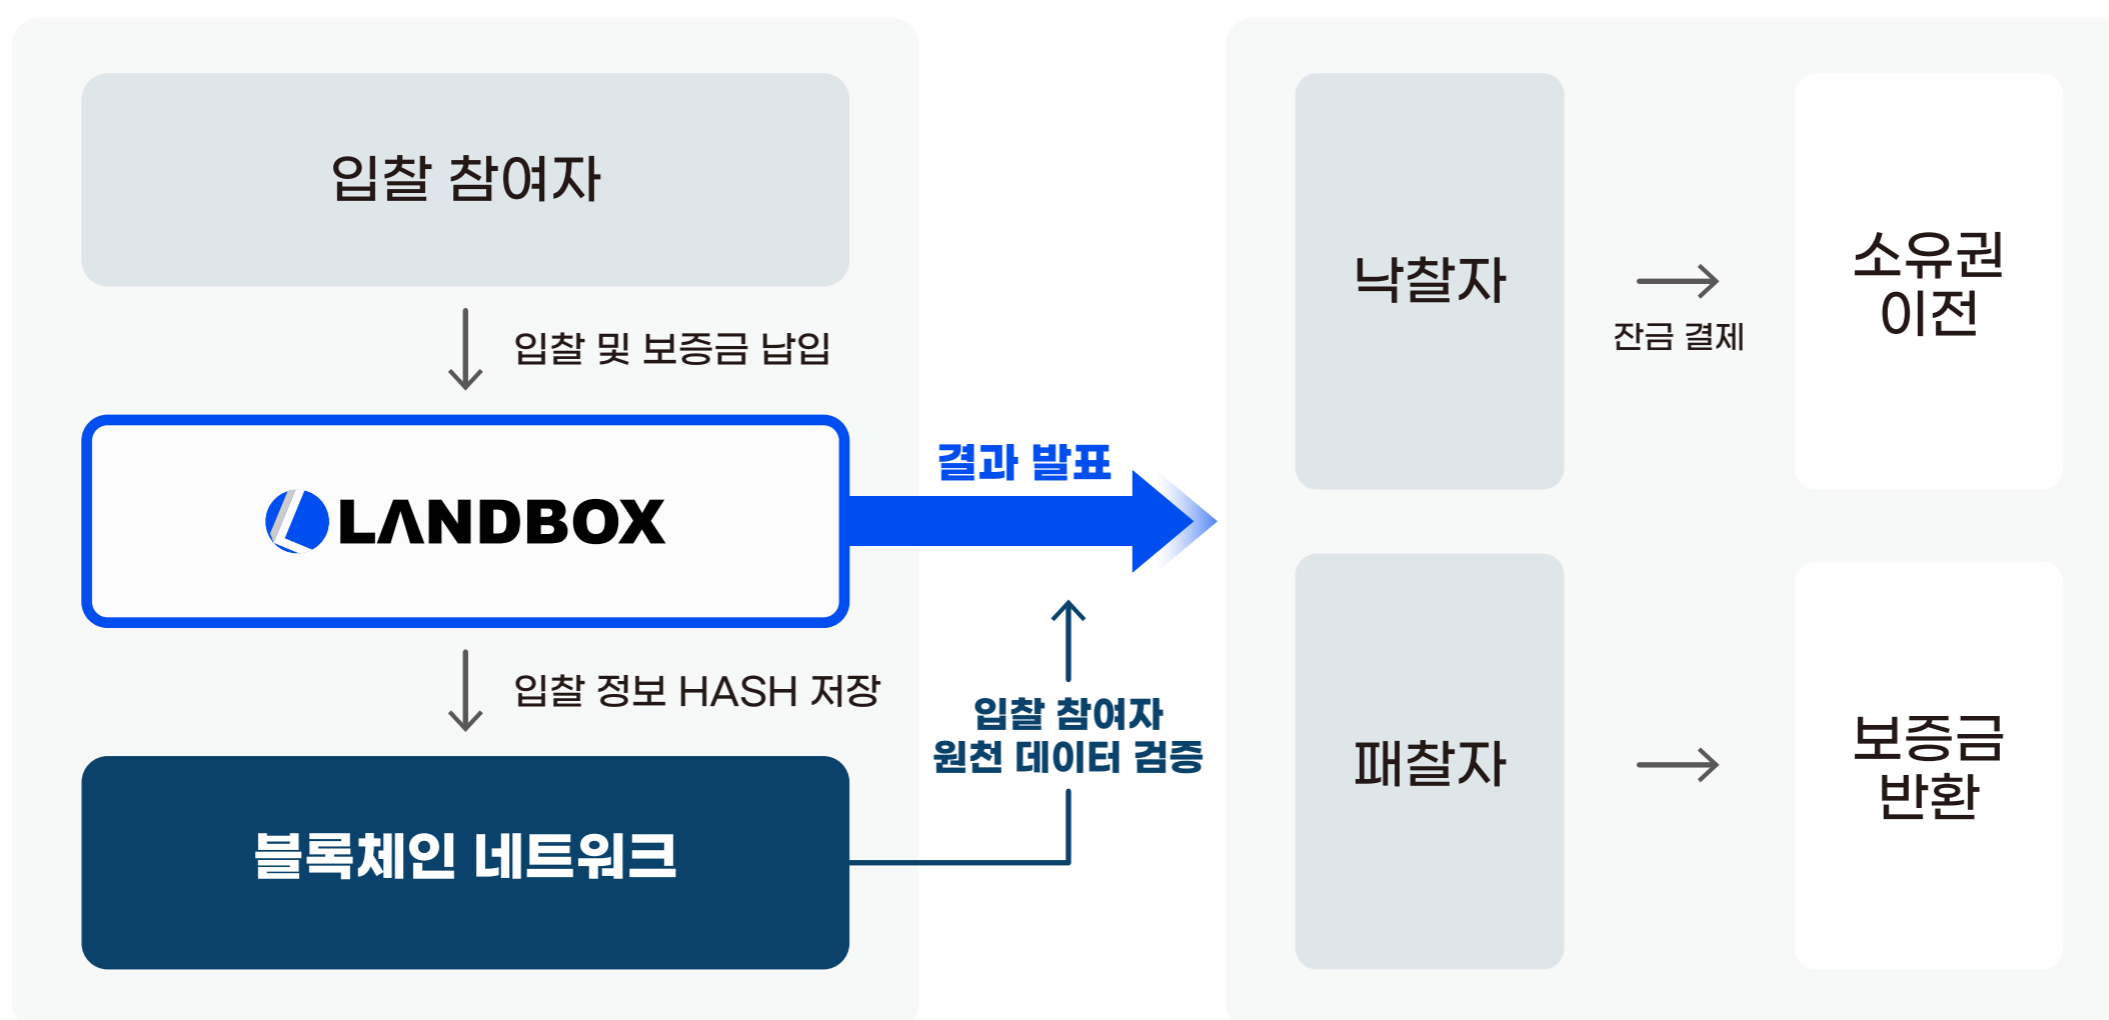 입찰 참여자
입찰 및 보증금 납입
LANDBOX
입찰 정보 HASH 저장
블록체인 네트워크
결과 발표
입찰 참여자
원천 데이터 검증
낙찰자
잔금 결제
소유권
이전
패찰자
보증금
반환